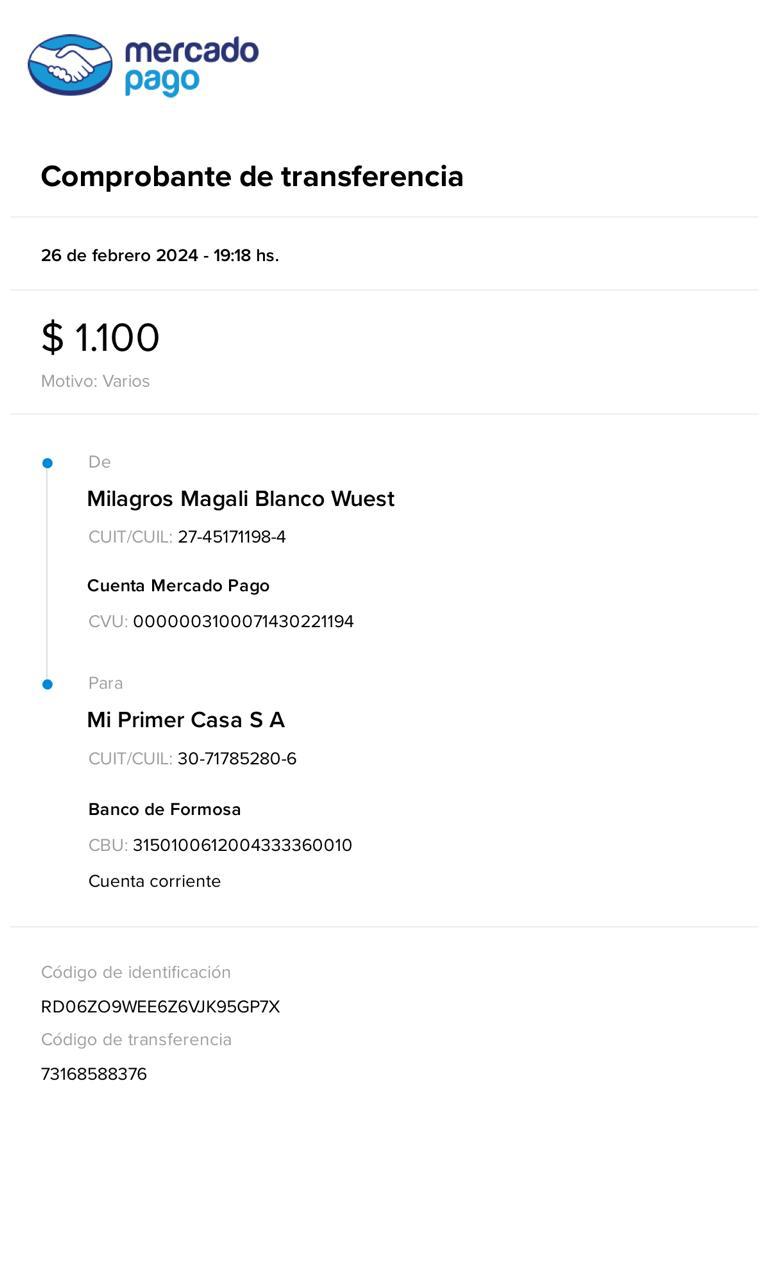 mercado
pago
Comprobante de transferencia
26 de febrero 2024 - 19:18 hs.
$ 1.100
Motivo: Varios
De
Milagros Magali Blanco Wuest
CUIT/CUIL: 27-45171198-4
Cuenta Mercado Pago
CVU: 0000003100071430221194
Para
Mi Primer Casa S A
CUIT/CUIL: 30-71785280-6
Banco de Formosa
CBU: 3150100612004333360010
Cuenta corriente
Código de identificación
RD06ZO9WEE6Z6VJK95GP7X
Código de transferencia
73168588376